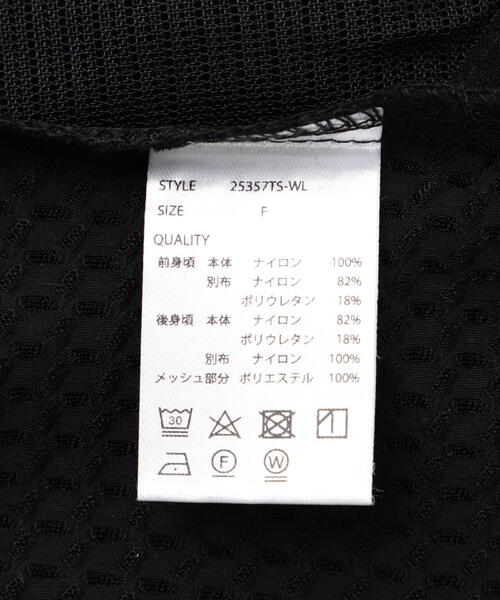 STYLE 25357TS-WL
SIZE F
QUALITY
前身頃 本体 ナイロン 100%
別布 ナイロン 82%
ポリウレタン 18%
後身頃 本体 ナイロン 82%
ポリウレタン 18%
別布 ナイロン 100%
メッシュ部分 ポリエステル 100%
30
F W